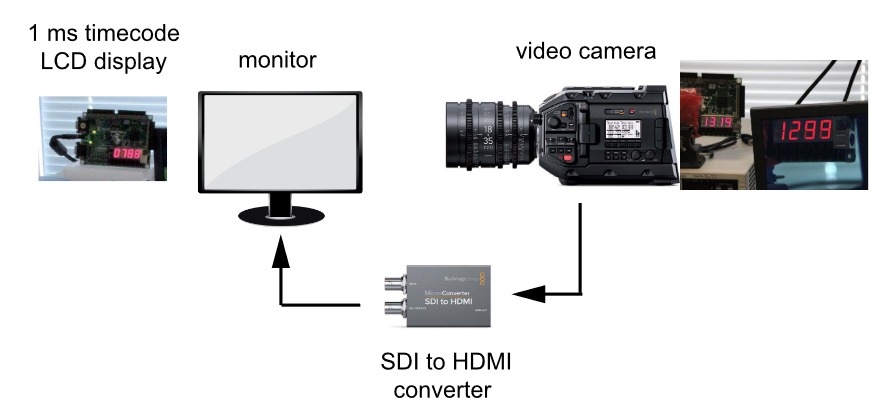 1 ms timecode
LCD display
monitor
video camera
0788
18
35
1319
1299
Blackmagicdesign
MicroConverter
SDI to HDMI
SDI to HDMI
converter